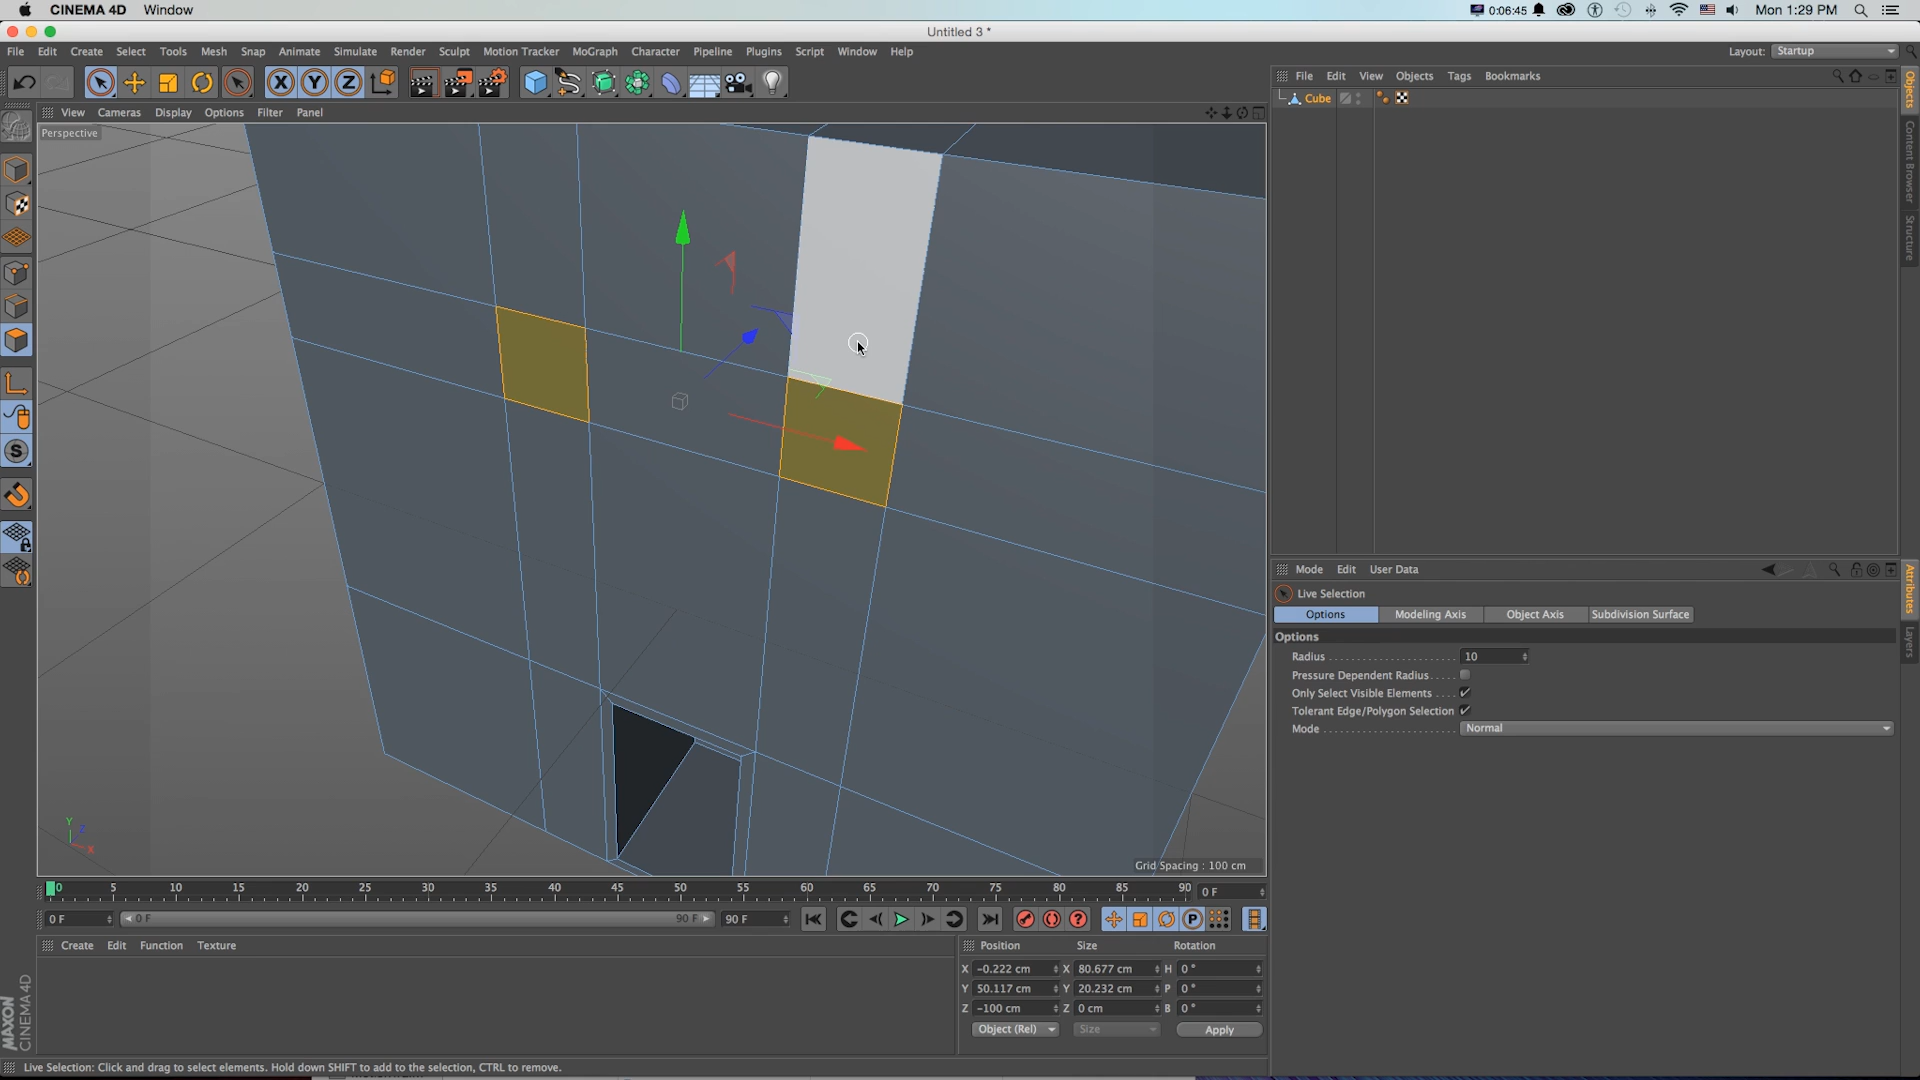 CINEMA 4D Window
0:06:45 Mon 1:29 PM
Untitled 3 *
File Edit Create Select Tools Mesh Snap Animate Simulate Render Sculpt Motion Tracker MoGraph Character Pipeline Plugins Script Window Help
Layout: Startup
X Y Z
File Edit View Objects Tags Bookmarks
View Cameras Display Options Filter Panel
Perspective
Cube
Objects
Content Browser
Structure
S
Mode Edit User Data
Attributes
Layers
Live Selection
Options Modeling Axis Object Axis Subdivision Surface
Options
Radius 10
Pressure Dependent Radius
Only Select Visible Elements
Tolerant Edge/Polygon Selection
Mode Normal
Y Z X
Grid Spacing : 100 cm
0 5 10 15 20 25 30 35 40 45 50 55 60 65 70 75 80 85 90 0 F
0 F 0 F 90 F 90 F P
Create Edit Function Texture
Position Size Rotation
X -0.222 cm X 80.677 cm H 0 °
Y 50.117 cm Y 20.232 cm P 0 °
Z -100 cm Z 0 cm B 0 °
Object (Rel) Size Apply
MAXON
CINEMA 4D
Live Selection: Click and drag to select elements. Hold down SHIFT to add to the selection, CTRL to remove.